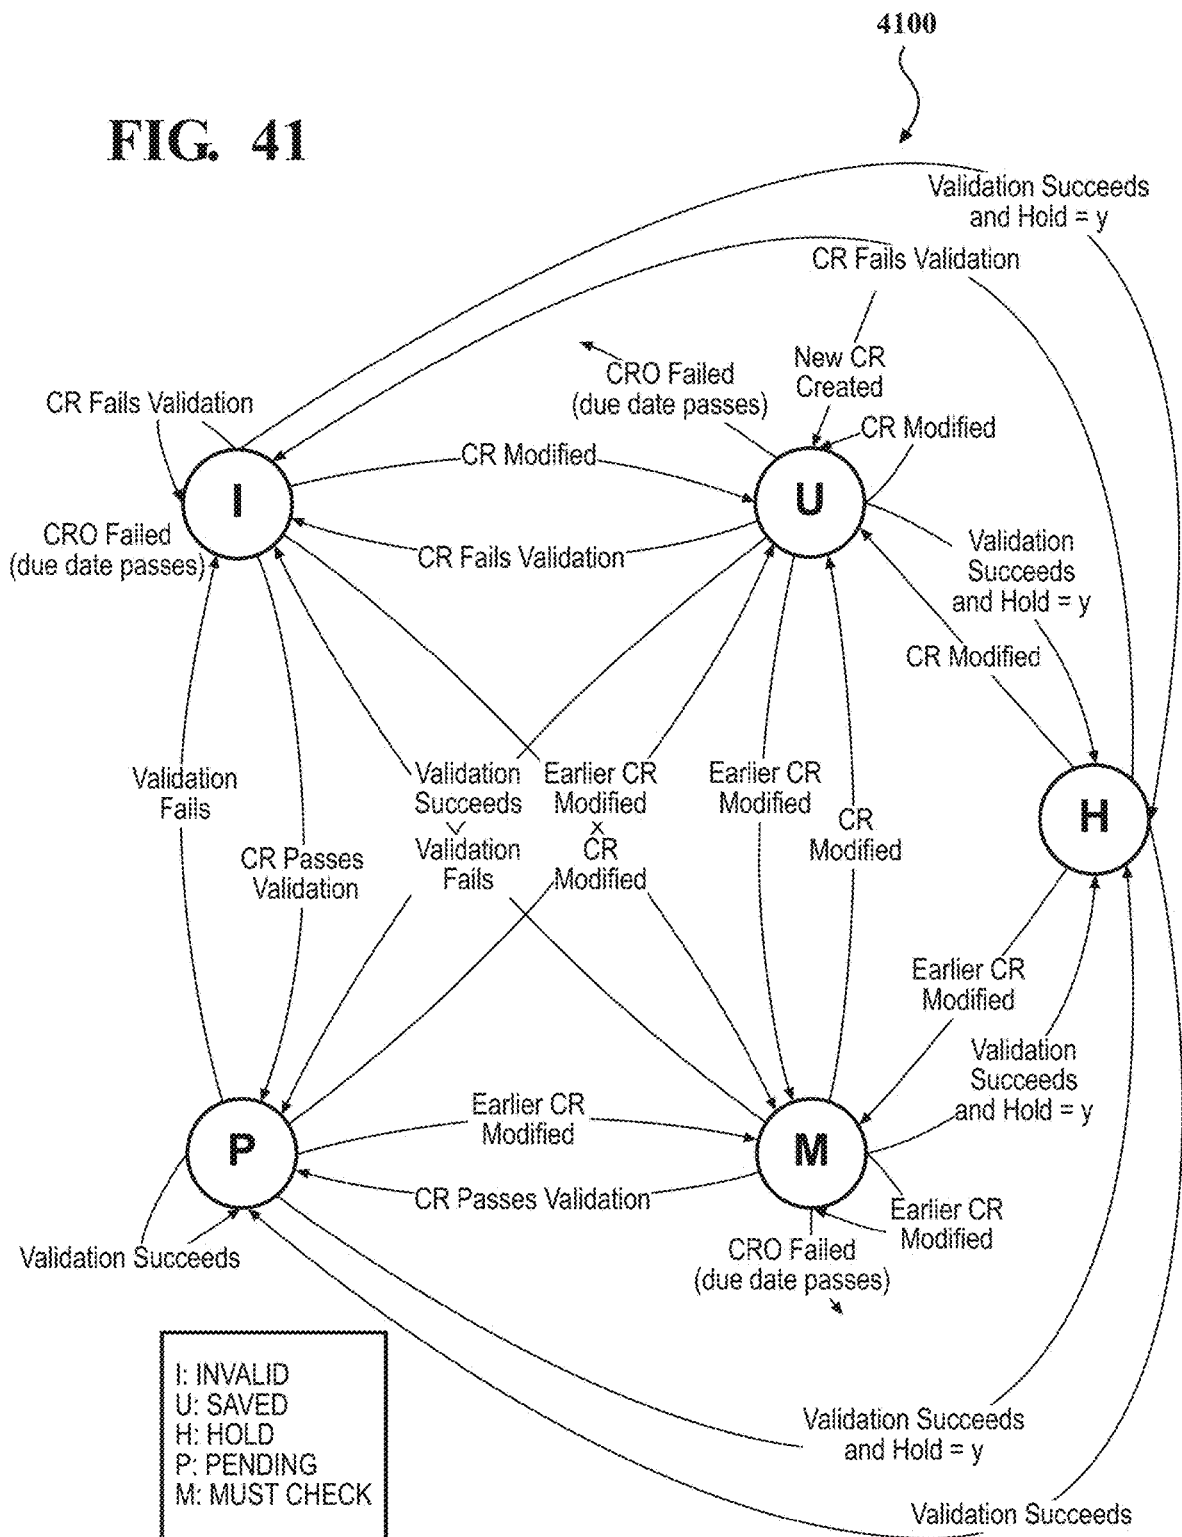 4100
FIG. 41
Validation Succeeds
and Hold = y
CR Fails Validation
New CR
Created
CRO Failed
(due date passes)
CR Fails Validation
CR Modified
CR Modified
I
U
CRO Failed
(due date passes)
CR Fails Validation
Validation
Succeeds
and Hold = y
CR Modified
Validation
Fails
Validation
Succeeds
Earlier CR
Modified
Earlier CR
Modified
H
CR
Modified
Validation
Fails
CR
Modified
CR Passes
Validation
Earlier CR
Modified
Validation
Succeeds
and Hold = y
Earlier CR
Modified
P
M
CR Passes Validation
Earlier CR
Modified
Validation Succeeds
CRO Failed
(due date passes)
I: INVALID
U: SAVED
H: HOLD
P: PENDING
M: MUST CHECK
Validation Succeeds
and Hold = y
Validation Succeeds